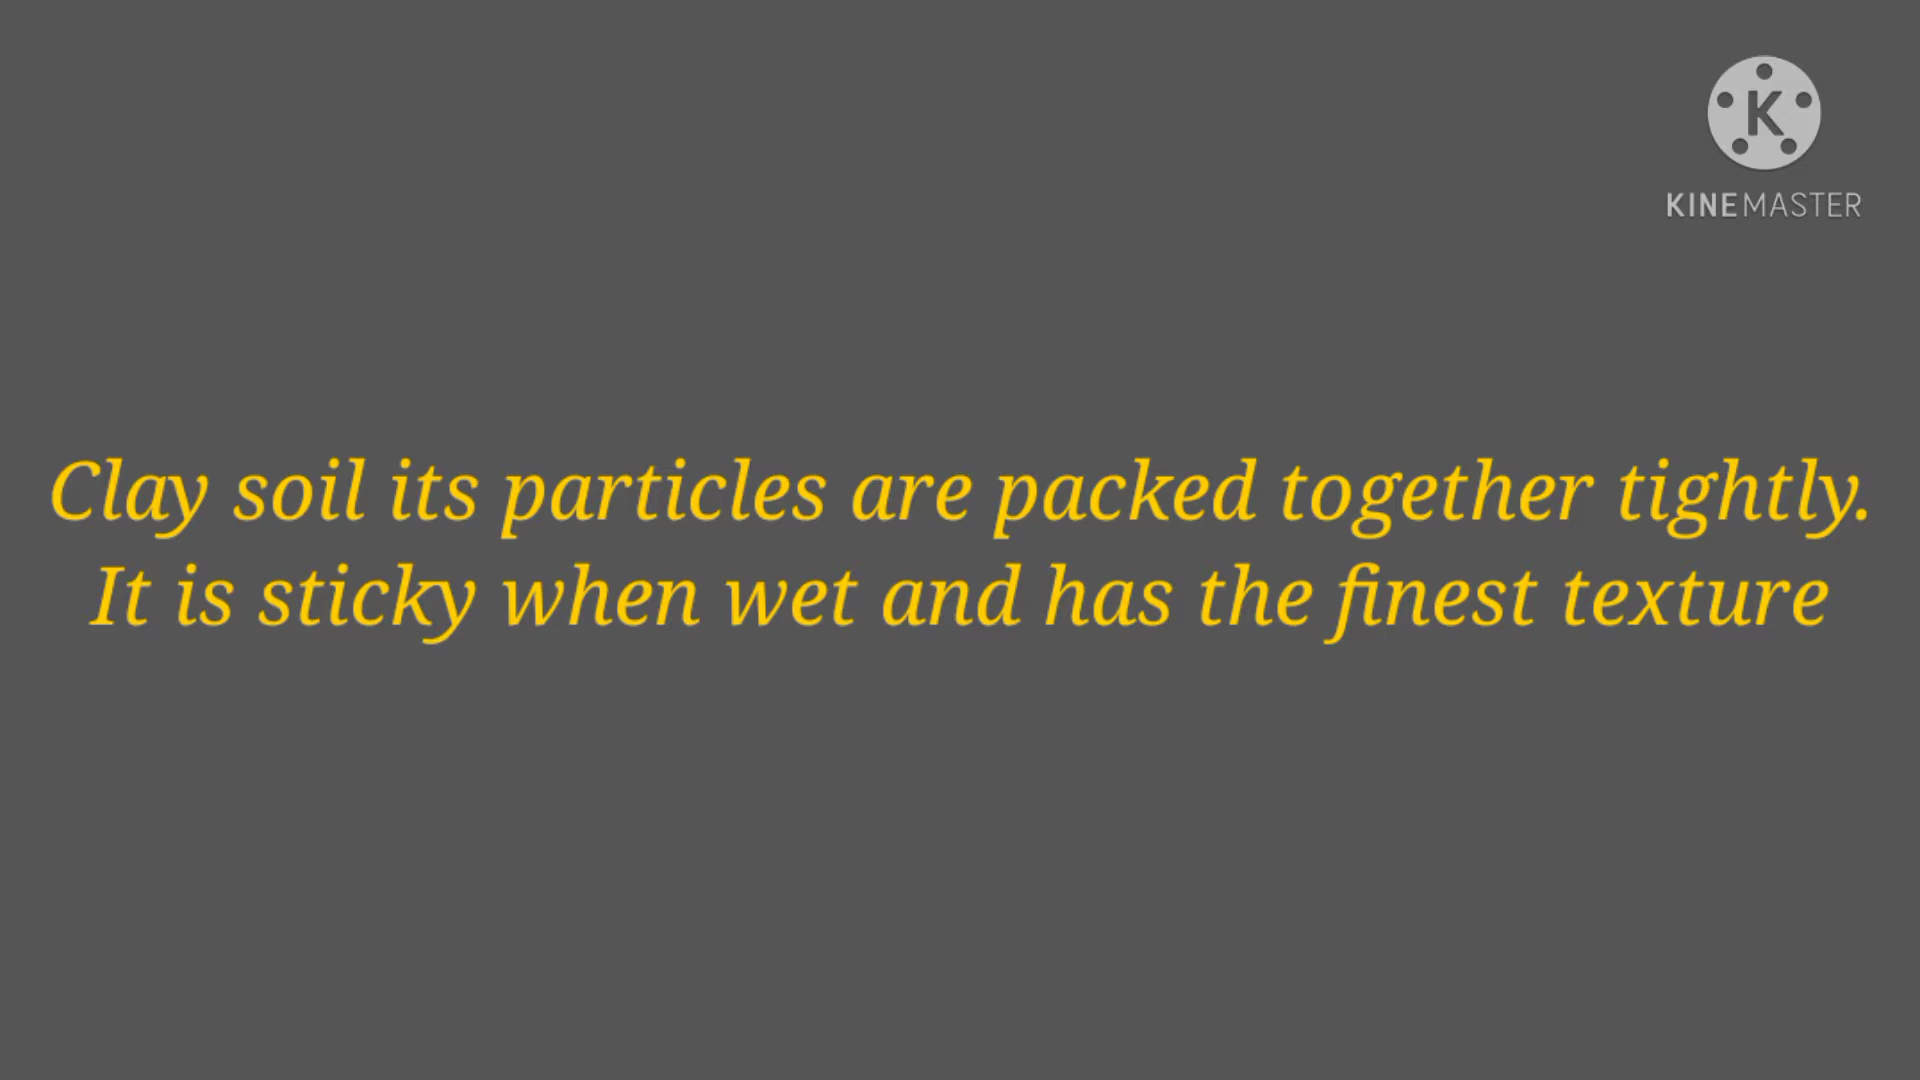 K
KINEMASTER
Clay soil its particles are packed together tightly.
It is sticky when wet and has the finest texture